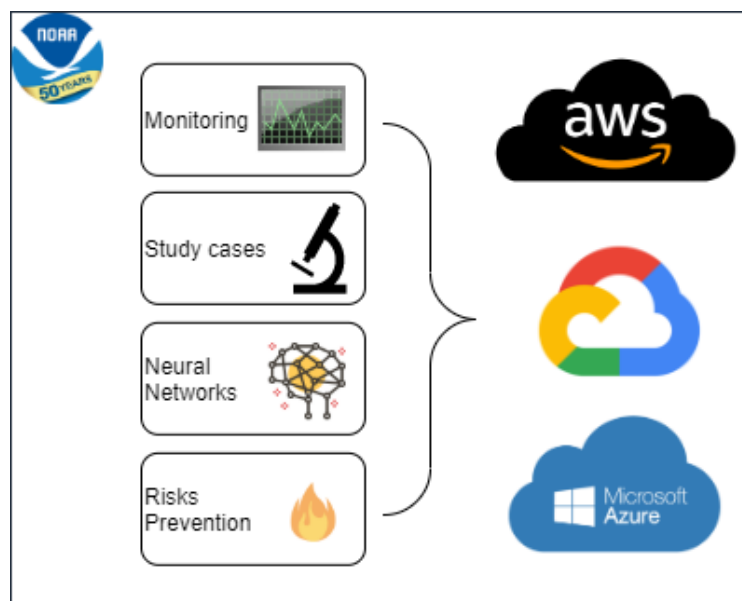 NOAA
50 YEARS
Monitoring
Study cases
Neural
Networks
Risks
Prevention
aws
Microsoft
Azure